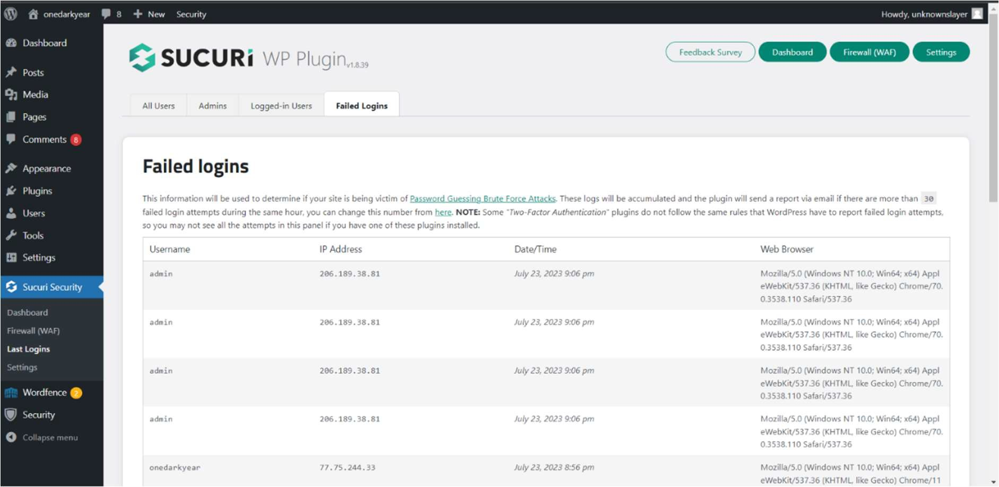 onedarkyear 8 New Security Howdy, unknownslayer
Dashboard
Posts
Media
Pages
Comments 8
Appearance
Plugins
Users
Tools
Settings
Sucuri Security
Dashboard
Firewall (WAF)
Last Logins
Settings
Wordfence 2
Security
Collapse menu
SUCURi WP Plugin v1.8.39
Feedback Survey Dashboard Firewall (WAF) Settings
All Users Admins Logged-in Users Failed Logins
Failed logins
This information will be used to determine if your site is being victim of Password Guessing Brute Force Attacks. These logs will be accumulated and the plugin will send a report via email if there are more than 30
failed login attempts during the same hour, you can change this number from here. NOTE: Some "Two-Factor Authentication" plugins do not follow the same rules that WordPress have to report failed login attempts,
so you may not see all the attempts in this panel if you have one of these plugins installed.
Username IP Address Date/Time Web Browser
admin 206.189.38.81 July 23, 2023 9:06 pm Mozilla/5.0 (Windows NT 10.0; Win64; x64) Appl
eWebKit/537.36 (KHTML, like Gecko) Chrome/70.
0.3538.110 Safari/537.36
admin 206.189.38.81 July 23, 2023 9:06 pm Mozilla/5.0 (Windows NT 10.0; Win64; x64) Appl
eWebKit/537.36 (KHTML, like Gecko) Chrome/70.
0.3538.110 Safari/537.36
admin 206.189.38.81 July 23, 2023 9:06 pm Mozilla/5.0 (Windows NT 10.0; Win64; x64) Appl
eWebKit/537.36 (KHTML, like Gecko) Chrome/70.
0.3538.110 Safari/537.36
admin 206.189.38.81 July 23, 2023 9:06 pm Mozilla/5.0 (Windows NT 10.0; Win64; x64) Appl
eWebKit/537.36 (KHTML, like Gecko) Chrome/70.
0.3538.110 Safari/537.36
onedarkyear 77.75.244.33 July 23, 2023 8:56 pm Mozilla/5.0 (Windows NT 10.0; Win64; x64) Appl
eWebKit/537.36 (KHTML, like Gecko) Chrome/11